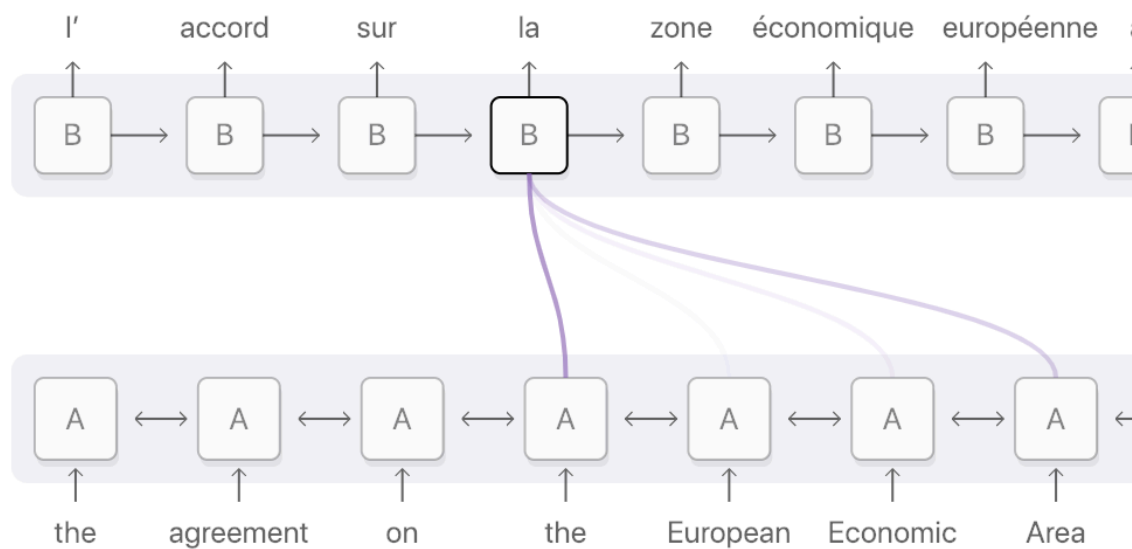 l’ accord sur la zone économique européenne
B B B B B B B
A A A A A A A
the agreement on the European Economic Area